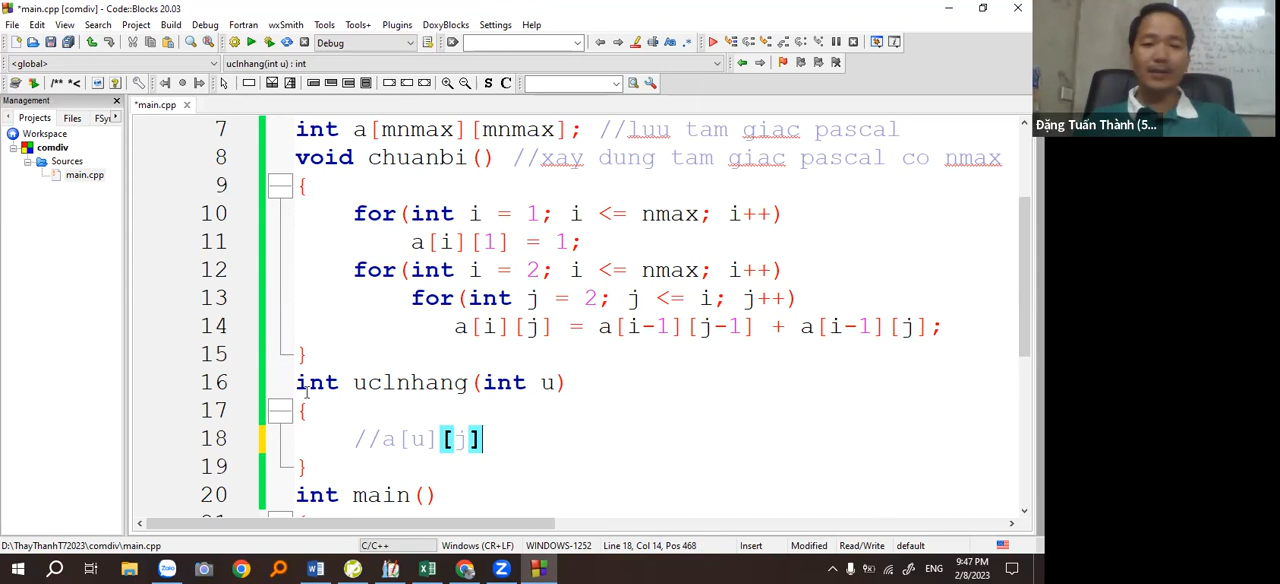 *main.cpp [comdiv] - Code::Blocks 20.03
File Edit View Search Project Build Debug Fortran wxSmith Tools Tools+ Plugins DoxyBlocks Settings Help
Debug
<global> uclnhang(int u) : int
/** *< S C
Management *main.cpp
Projects Files FSyr
Workspace
comdiv
Sources
main.cpp
Đặng Tuấn Thành (5...
7 int a[mnmax][mnmax]; //luu tam giac pascal
8 void chuanbi() //xay dung tam giac pascal co nmax
9 {
10 for(int i = 1; i <= nmax; i++)
11 a[i][1] = 1;
12 for(int i = 2; i <= nmax; i++)
13 for(int j = 2; j <= i; j++)
14 a[i][j] = a[i-1][j-1] + a[i-1][j];
15 }
16 int uclnhang(int u)
17 {
18 //a[u][j]
19 }
20 int main()
D:\ThayThanhT72023\comdiv\main.cpp C/C++ Windows (CR+LF) WINDOWS-1252 Line 18, Col 14, Pos 468 Insert Modified Read/Write default
ENG
9:47 PM
2/8/2023